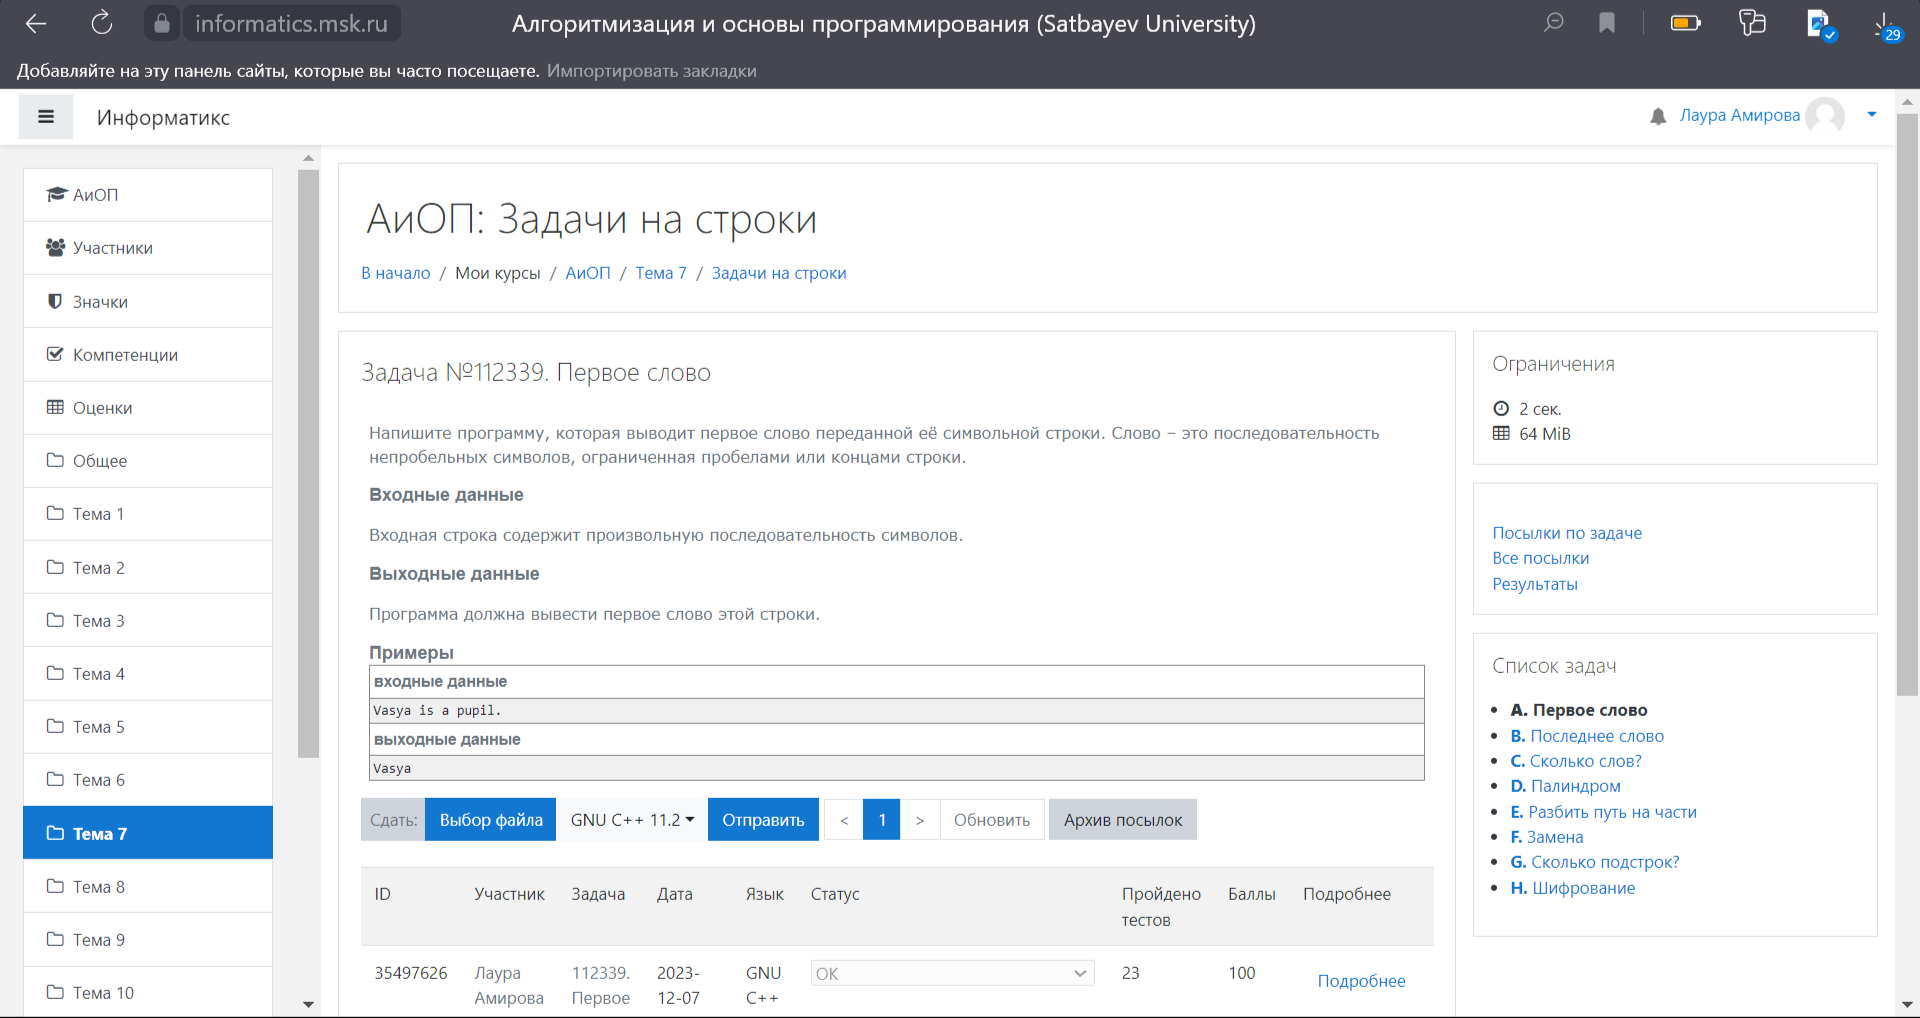 informatics.msk.ru
Алгоритмизация и основы программирования (Satbayev University)
29
Добавляйте на эту панель сайты, которые вы часто посещаете. Импортировать закладки
Информатикс
Лаура Амирова
АиОП
Участники
Значки
Компетенции
Оценки
Общее
Тема 1
Тема 2
Тема 3
Тема 4
Тема 5
Тема 6
Тема 7
Тема 8
Тема 9
Тема 10
АиОП: Задачи на строки
В начало / Мои курсы / АиОП / Тема 7 / Задачи на строки
Задача №112339. Первое слово
Напишите программу, которая выводит первое слово переданной её символьной строки. Слово – это последовательность
непробельных символов, ограниченная пробелами или концами строки.
Входные данные
Входная строка содержит произвольную последовательность символов.
Выходные данные
Программа должна вывести первое слово этой строки.
Примеры
входные данные
Vasya is a pupil.
выходные данные
Vasya
Сдать: Выбор файла GNU C++ 11.2 Отправить < 1 > Обновить Архив посылок
ID Участник Задача Дата Язык Статус Пройдено Баллы Подробнее
тестов
35497626 Лаура 112339. 2023- GNU OK 23 100 Подробнее
Амирова Первое 12-07 C++
Ограничения
2 сек.
64 MiB
Посылки по задаче
Все посылки
Результаты
Список задач
A. Первое слово
B. Последнее слово
C. Сколько слов?
D. Палиндром
E. Разбить путь на части
F. Замена
G. Сколько подстрок?
H. Шифрование